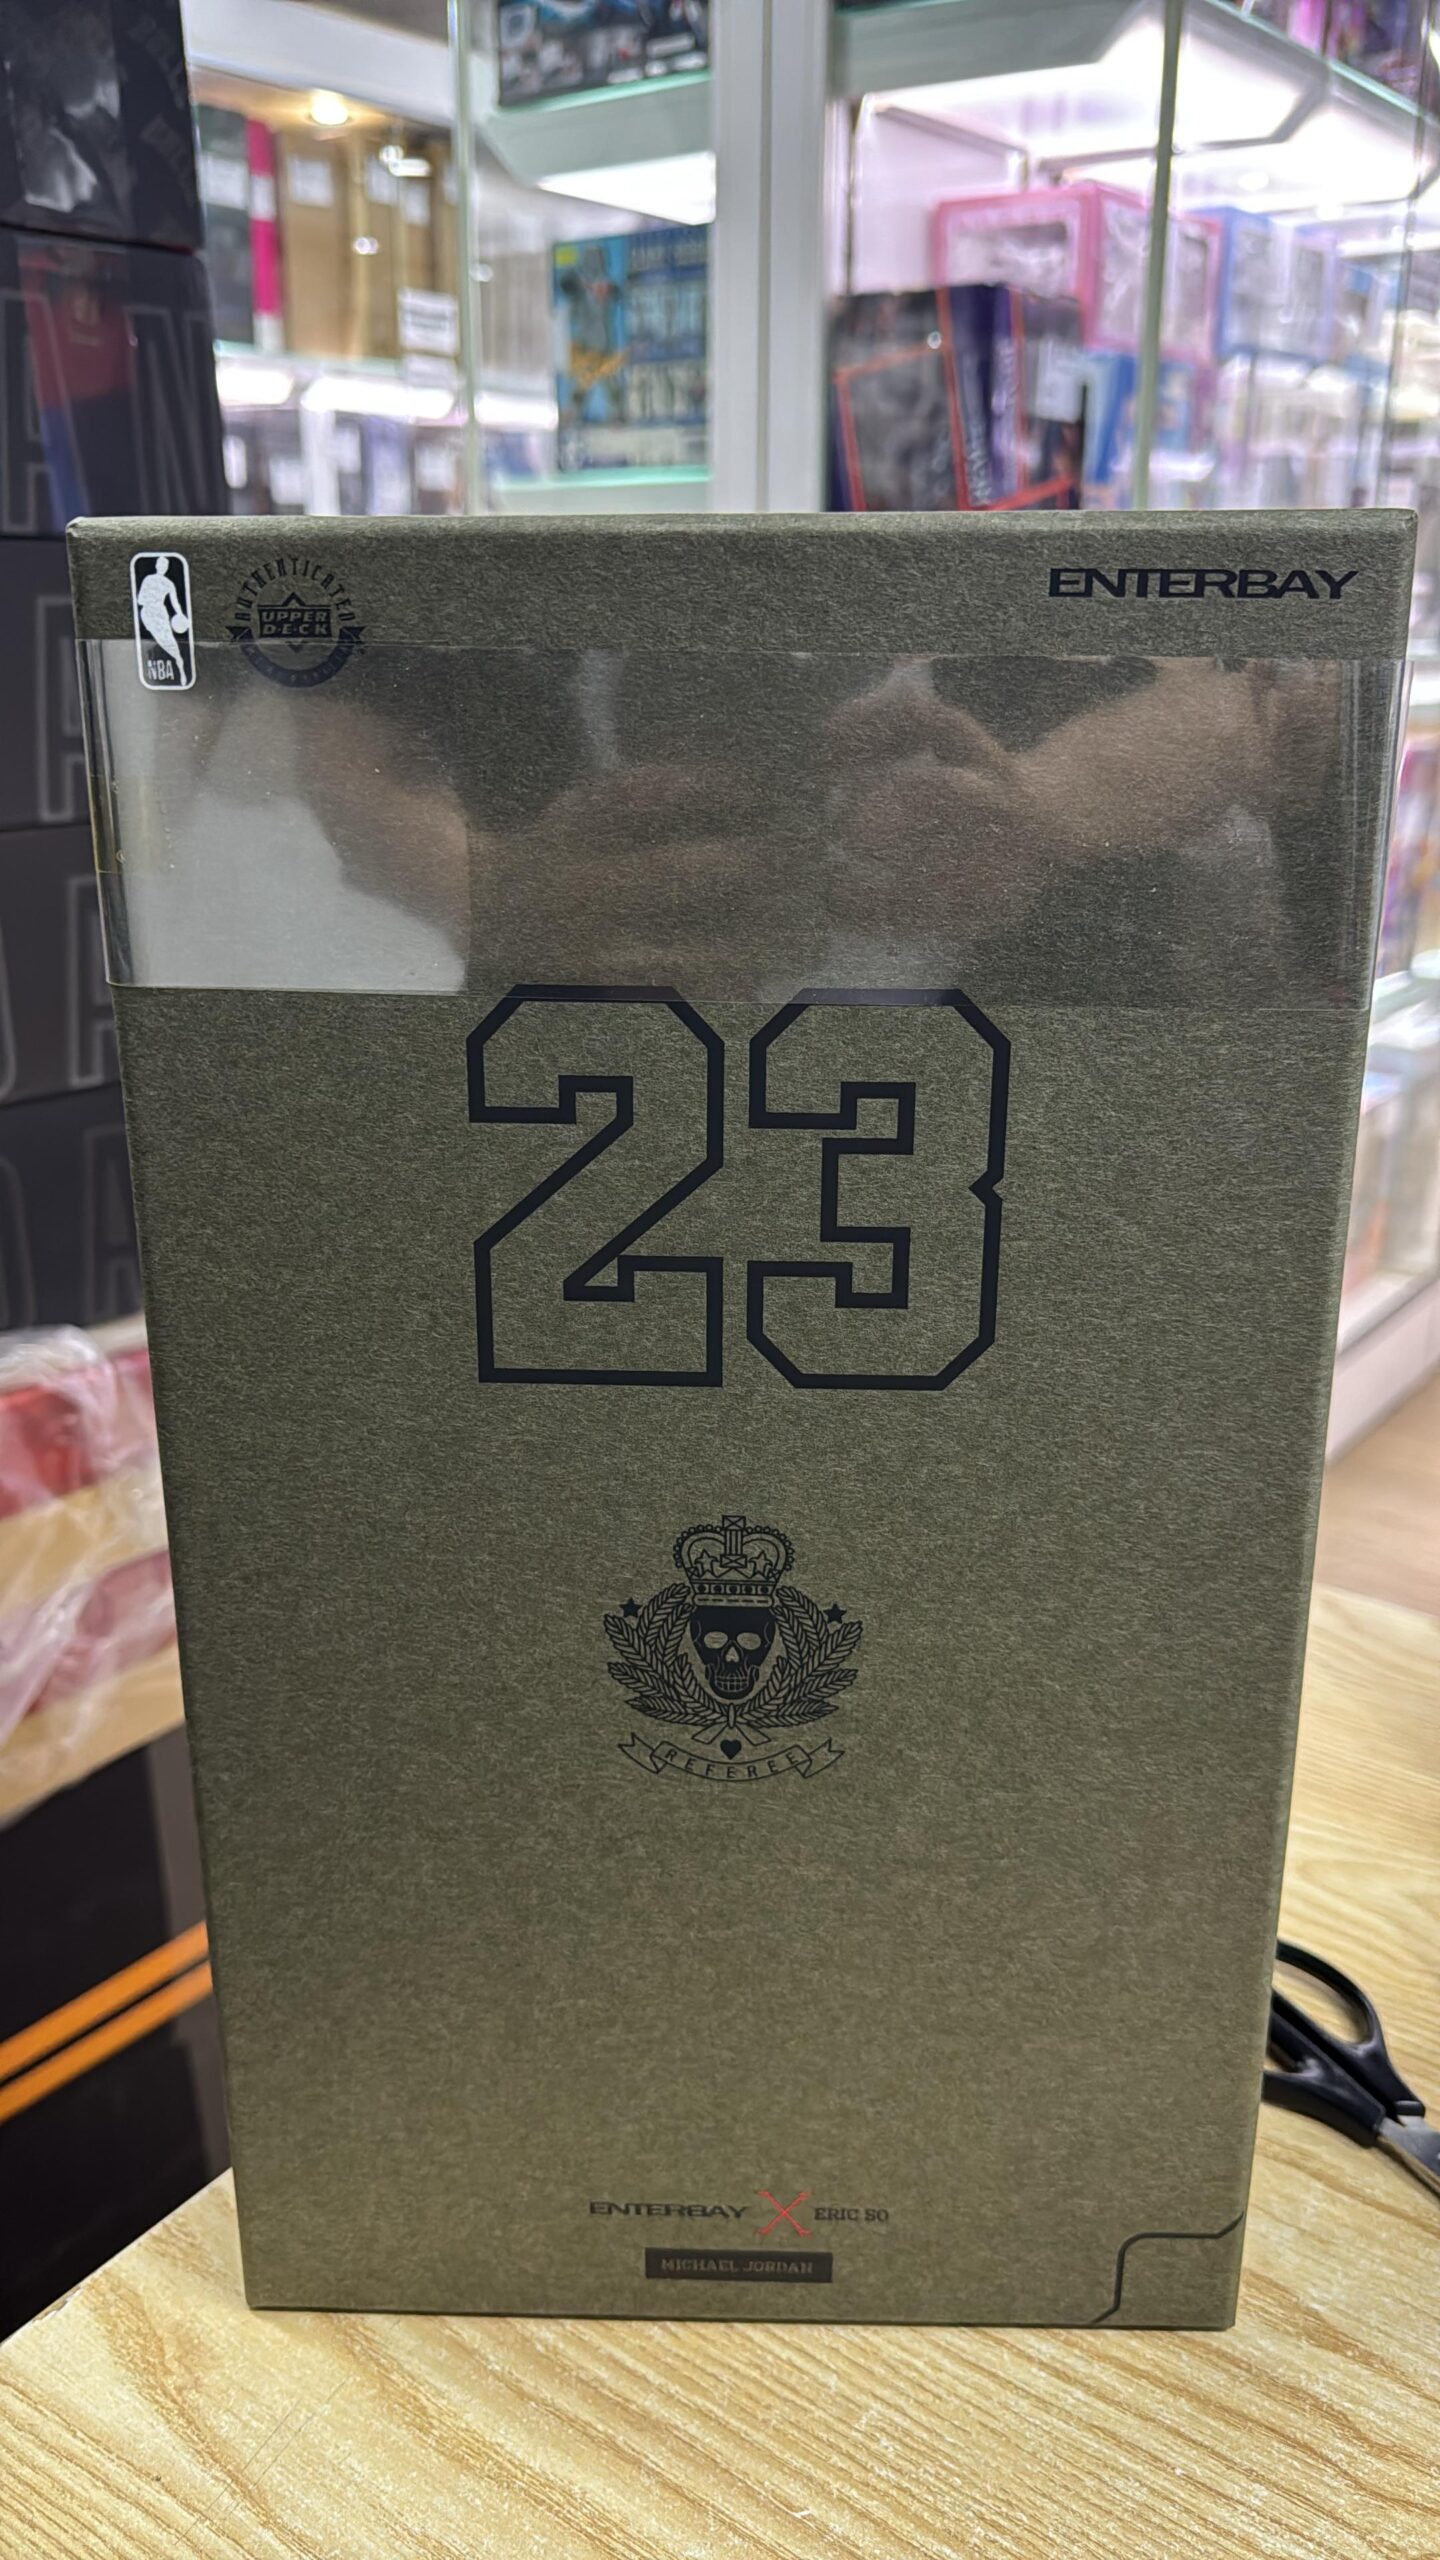 NBA
AUTHENTICATED
UPPER
DECK
ENTERBAY
23
REFEREE
ENTERBAY X ERIC SO
MICHAEL JORDAN